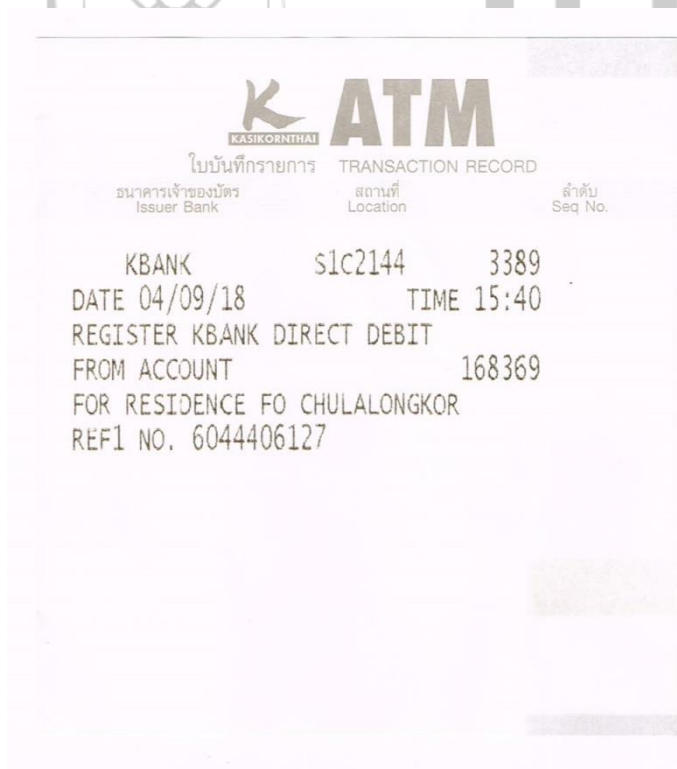 K ATM
KASIKORNTHAI
ใบบันทึกรายการ TRANSACTION RECORD
ธนาคารเจ้าของบัตร สถานที่ ลำดับ
Issuer Bank Location Seq No.
KBANK S1C2144 3389
DATE 04/09/18 TIME 15:40
REGISTER KBANK DIRECT DEBIT
FROM ACCOUNT 168369
FOR RESIDENCE FO CHULALONGKOR
REF1 NO. 6044406127